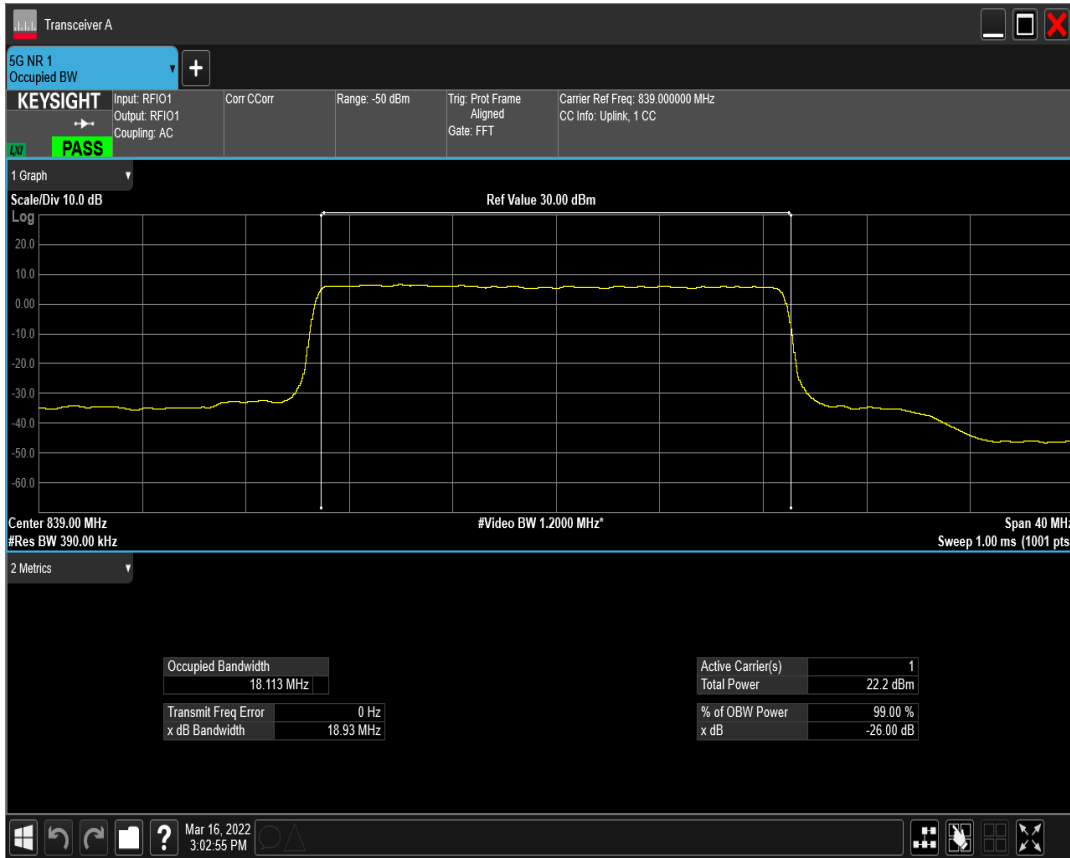 Transceiver A
5G NR 1
Occupied BW
+
KEYSIGHT
LXI
PASS
Input: RFIO1
Output: RFIO1
Coupling: AC
Corr CCorr
Range: -50 dBm
Trig: Prot Frame
Aligned
Gate: FFT
Carrier Ref Freq: 839.000000 MHz
CC Info: Uplink, 1 CC
1 Graph
Scale/Div 10.0 dB
Ref Value 30.00 dBm
Log
20.0
10.0
0.00
-10.0
-20.0
-30.0
-40.0
-50.0
-60.0
Center 839.00 MHz
#Video BW 1.2000 MHz*
Span 40 MHz
#Res BW 390.00 kHz
Sweep 1.00 ms (1001 pts
2 Metrics
Occupied Bandwidth
18.113 MHz
Transmit Freq Error 0 Hz
x dB Bandwidth 18.93 MHz
Active Carrier(s) 1
Total Power 22.2 dBm
% of OBW Power 99.00 %
x dB -26.00 dB
?
Mar 16, 2022
3:02:55 PM